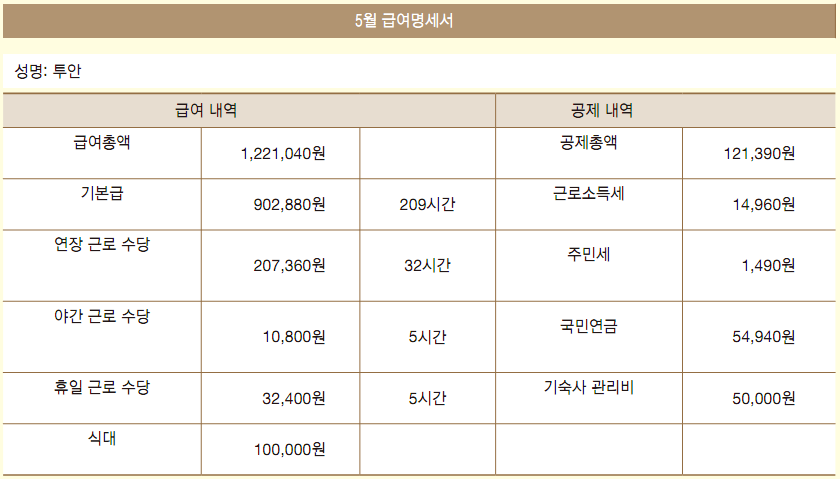 5월 급여명세서
성명: 투안
급여 내역 공제 내역
급여총액 1,221,040원 공제총액 121,390원
기본급 902,880원 209시간 근로소득세 14,960원
연장 근로 수당 207,360원 32시간 주민세 1,490원
야간 근로 수당 10,800원 5시간 국민연금 54,940원
휴일 근로 수당 32,400원 5시간 기숙사 관리비 50,000원
식대 100,000원